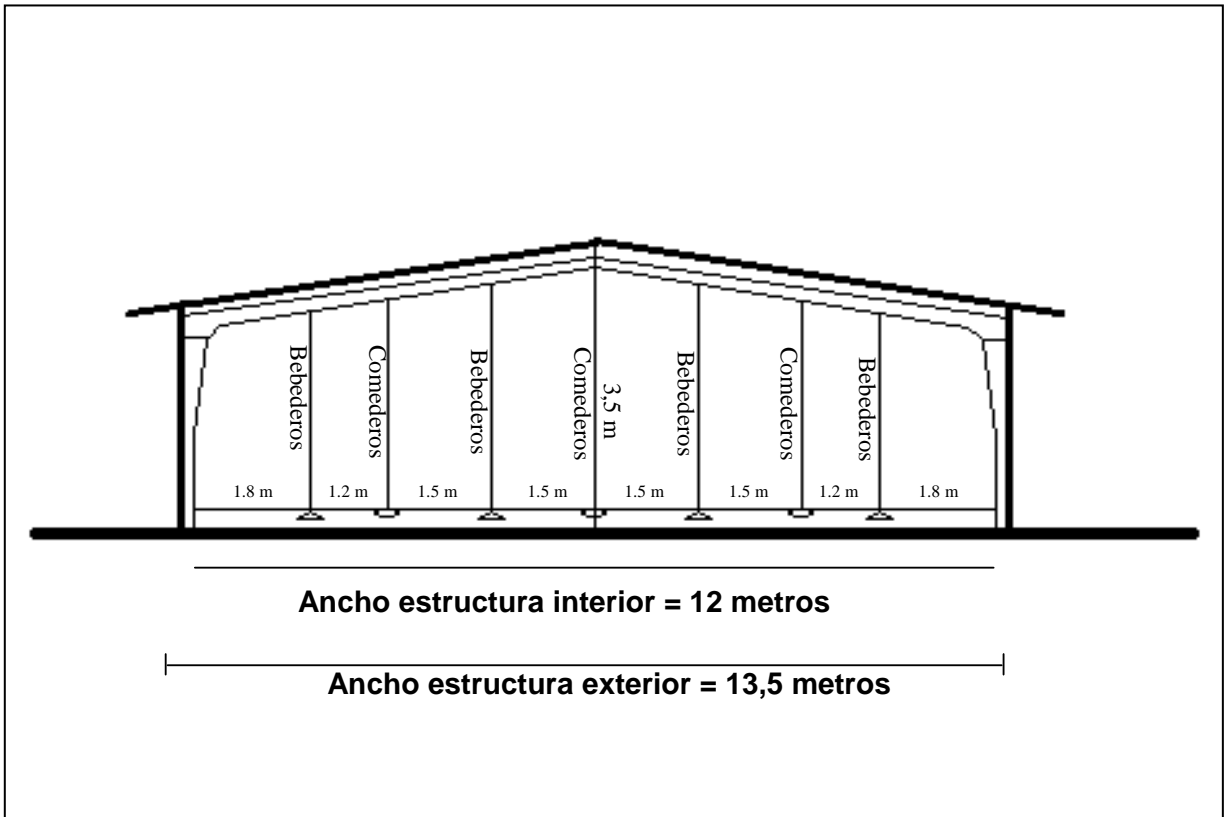 Bebederos
Comederos
Bebederos
Comederos
3,5 m
Bebederos
Comederos
Bebederos
1.8 m
1.2 m
1.5 m
1.5 m
1.5 m
1.5 m
1.2 m
1.8 m
Ancho estructura interior = 12 metros
Ancho estructura exterior = 13,5 metros